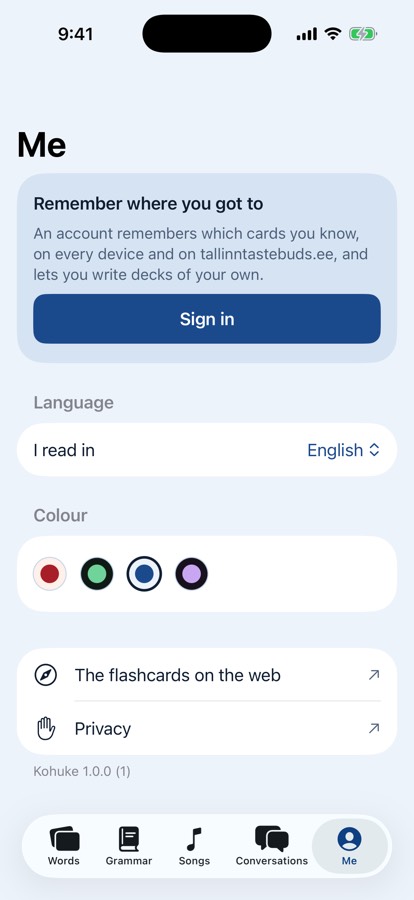 9:41
Me
Remember where you got to
An account remembers which cards you know,
on every device and on tallinntastebuds.ee, and
lets you write decks of your own.
Sign in
Language
I read in English
Colour
The flashcards on the web
Privacy
Kohuke 1.0.0 (1)
Words Grammar Songs Conversations Me